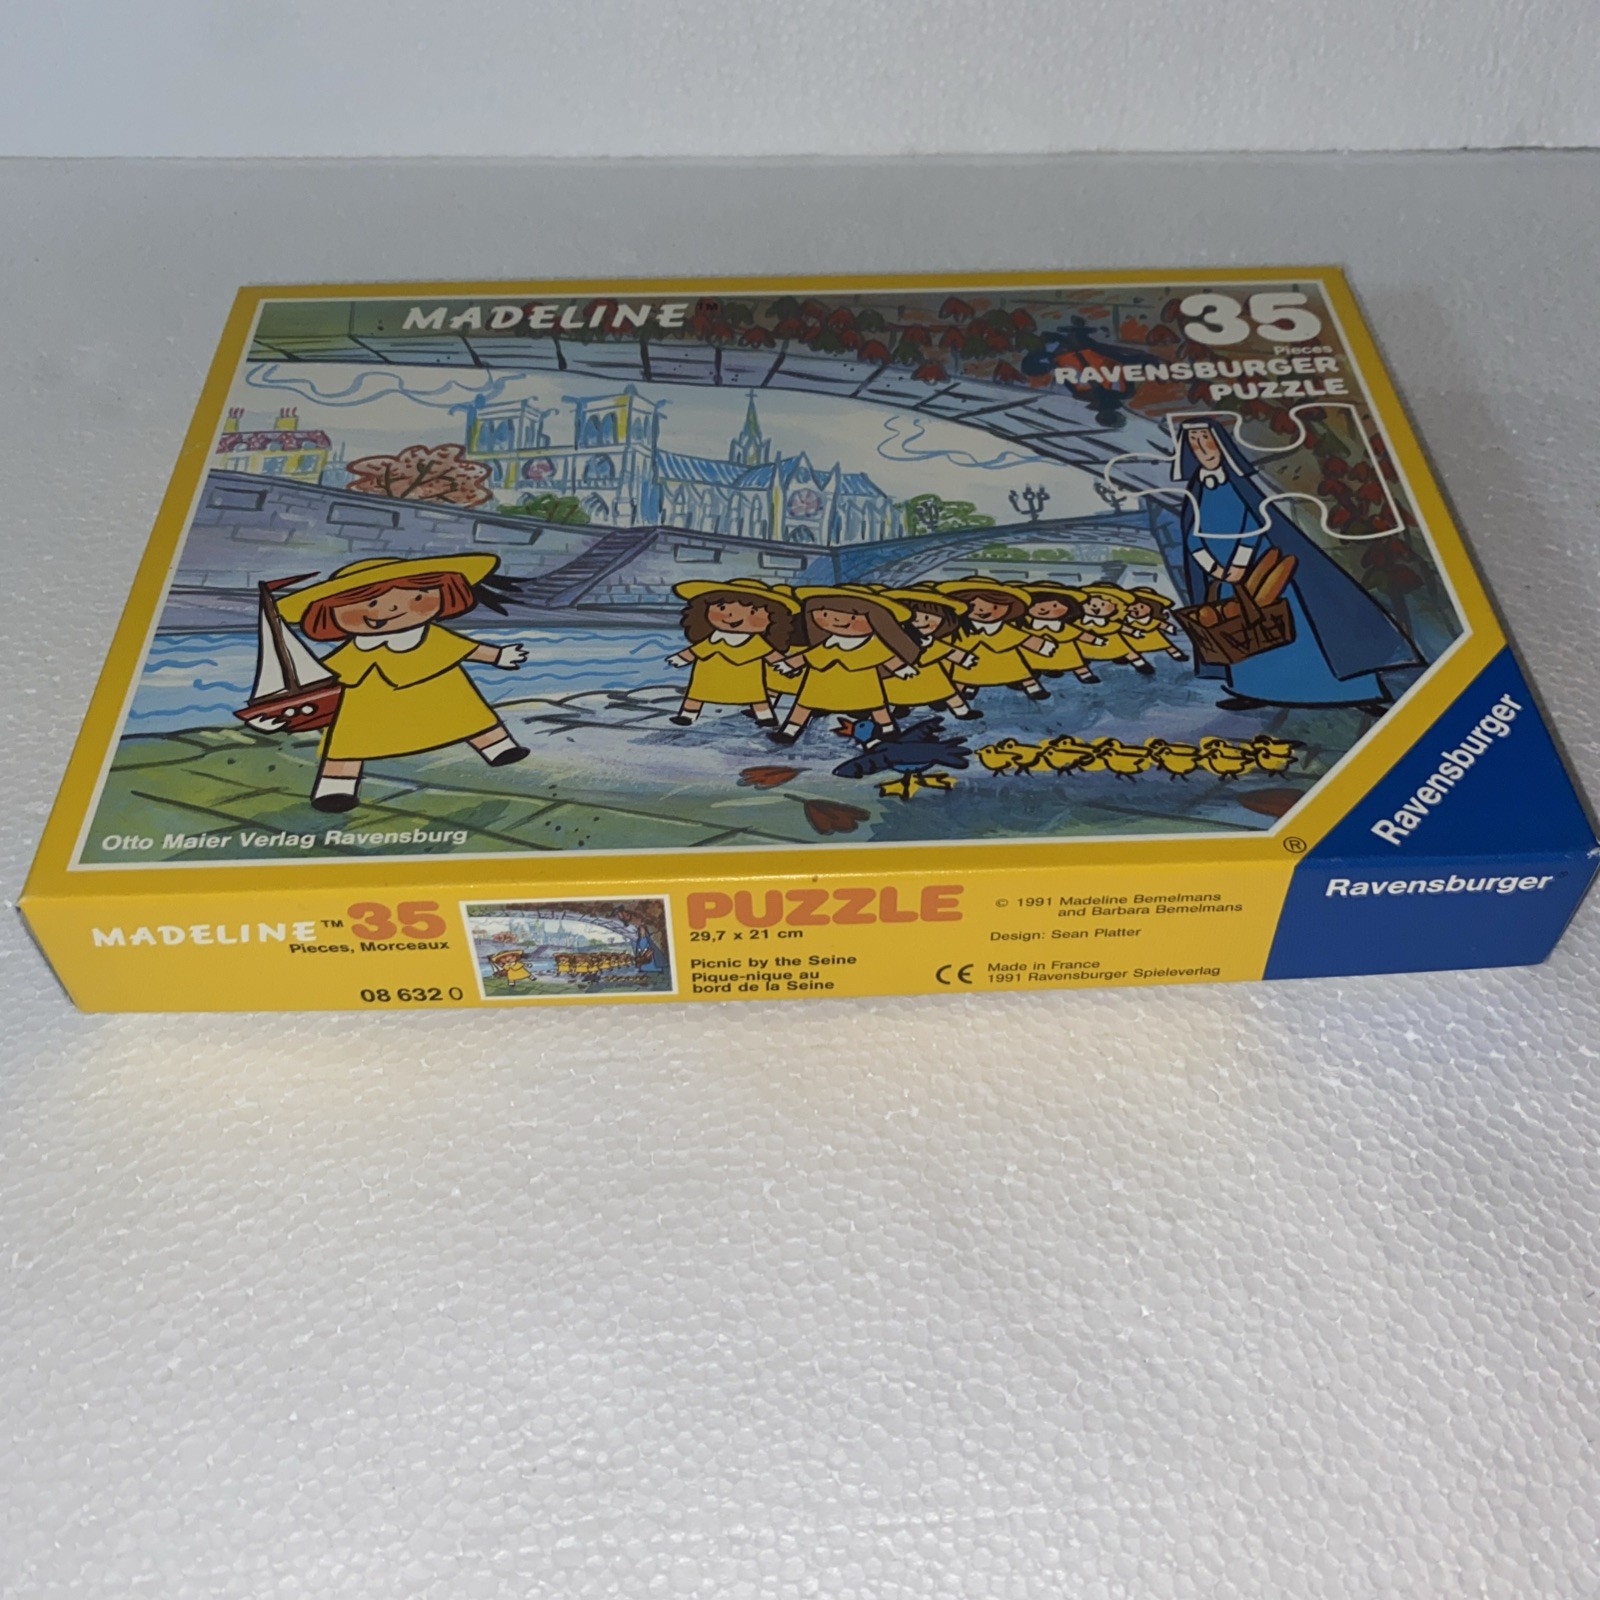 MADELINE™
35
Pieces
RAVENSBURGER
PUZZLE
Otto Maier Verlag Ravensburg
®
Ravensburger
MADELINE™ 35
Pieces, Morceaux
08 632 0
PUZZLE
29,7 x 21 cm
Picnic by the Seine
Pique-nique au
bord de la Seine
© 1991 Madeline Bemelmans
and Barbara Bemelmans
Design: Sean Platter
CE
Made in France
1991 Ravensburger Spieleverlag
Ravensburger